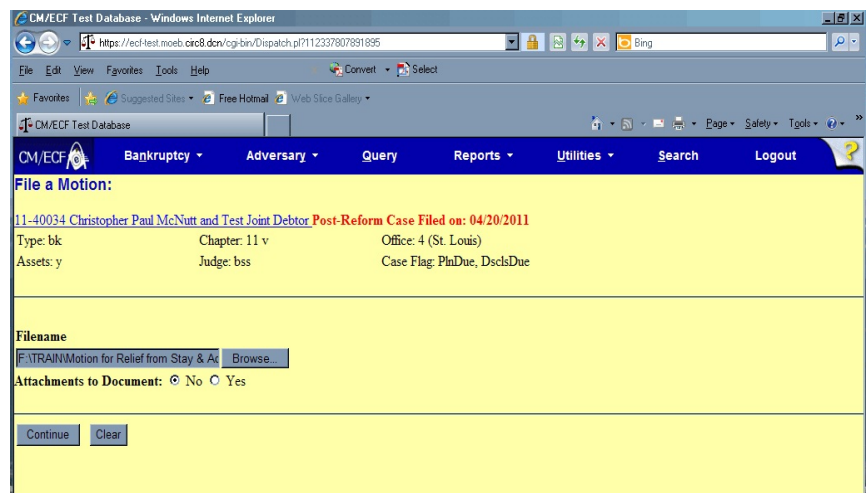 CM/ECF Test Database - Windows Internet Explorer
https://ecf-test.moeb.circ8.dcn/cgi-bin/Dispatch.pl?112337807891895
Bing
File Edit View Favorites Tools Help
Convert Select
Favorites Suggested Sites Free Hotmail Web Slice Gallery
CM/ECF Test Database
Page Safety Tools »
CM/ECF Bankruptcy Adversary Query Reports Utilities Search Logout ?
File a Motion:
11-40034 Christopher Paul McNutt and Test Joint Debtor Post-Reform Case Filed on: 04/20/2011
Type: bk Chapter: 11 v Office: 4 (St. Louis)
Assets: y Judge: bss Case Flag: PlnDue, DsclsDue
Filename
F:\TRAIN\Motion for Relief from Stay & Ac Browse...
Attachments to Document: No Yes
Continue Clear